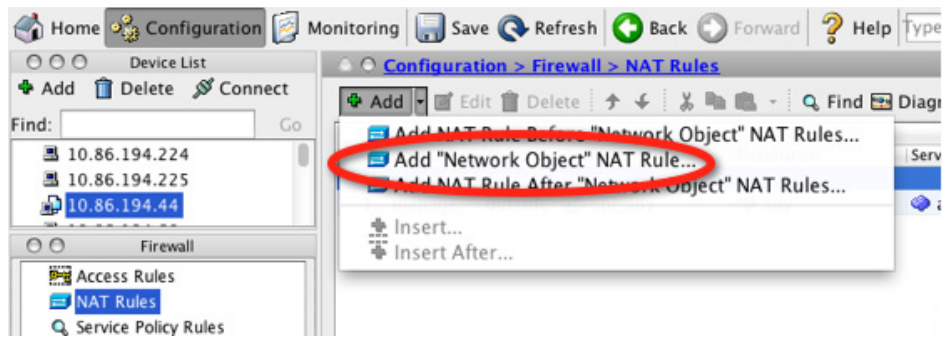 Home Configuration Monitoring Save Refresh Back Forward Help Type
Device List
Add Delete Connect
Find: Go
10.86.194.224
10.86.194.225
10.86.194.44
Firewall
Access Rules
NAT Rules
Service Policy Rules
Configuration > Firewall > NAT Rules
Add Edit Delete Find Diagr
Add NAT Rule Before "Network Object" NAT Rules...
Add "Network Object" NAT Rule...
Add NAT Rule After "Network Object" NAT Rules...
Insert...
Insert After...
Serv